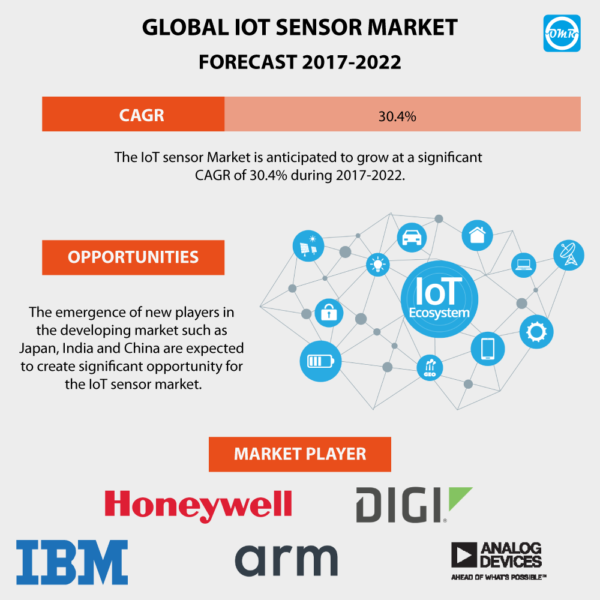 GLOBAL IOT SENSOR MARKET
FORECAST 2017-2022
OMR
CAGR
30.4%
The IoT sensor Market is anticipated to grow at a significant
CAGR of 30.4% during 2017-2022.
OPPORTUNITIES
The emergence of new players in
the developing market such as
Japan, India and China are expected
to create significant opportunity for
the IoT sensor market.
IoT
Ecosystem
MARKET PLAYER
Honeywell
DIGI
IBM
arm
ANALOG
DEVICES
AHEAD OF WHAT'S POSSIBLE™